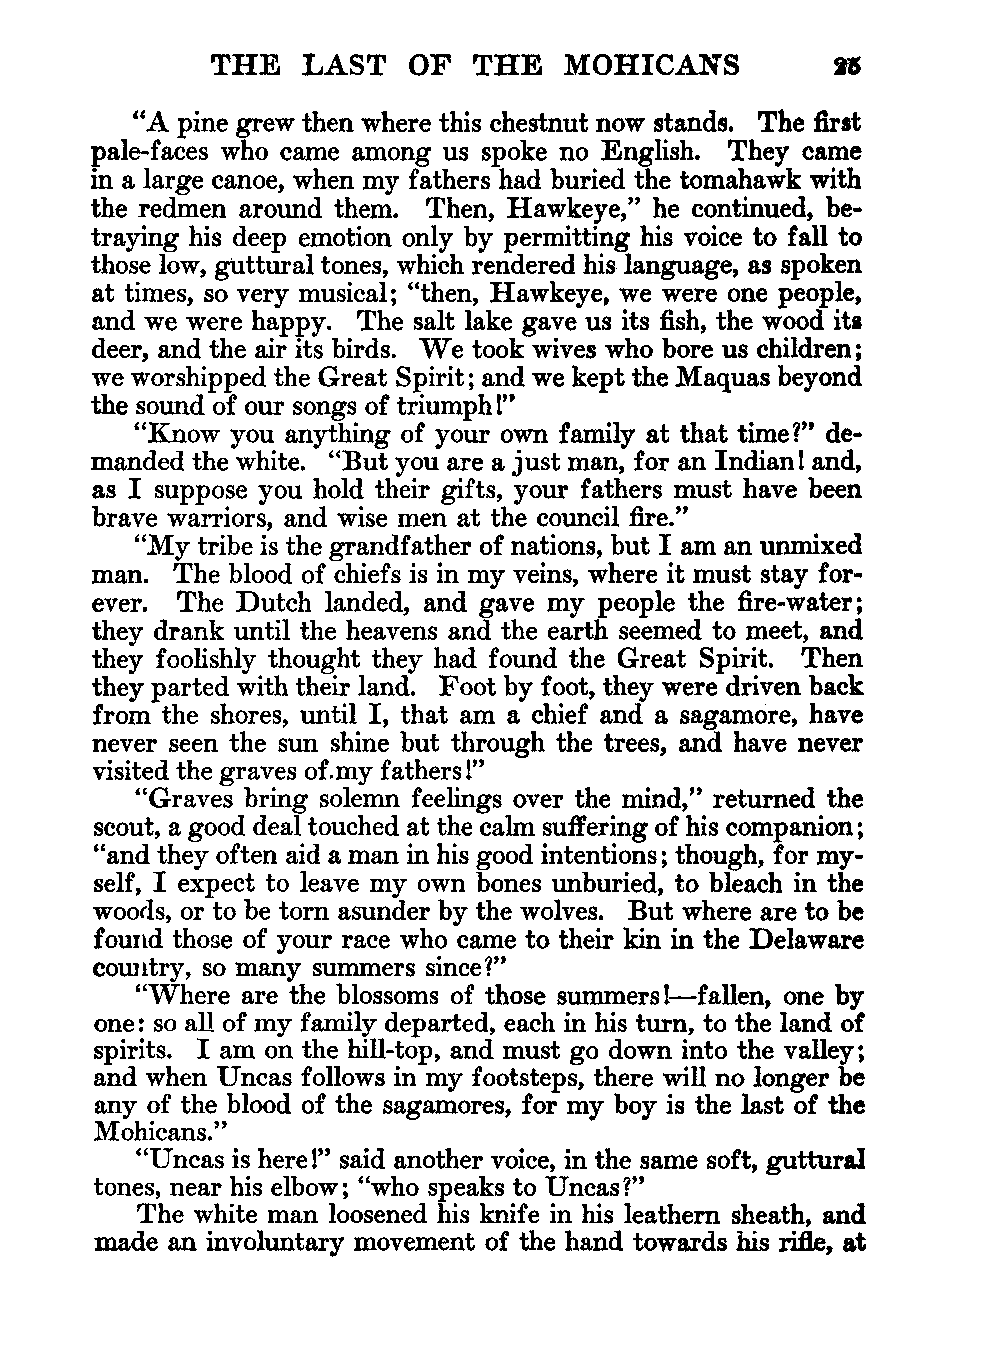 THE LAST OF THE MOHICANS 25
“A pine grew then where this chestnut now stands. The first
pale-faces who came among us spoke no English. They came
in a large canoe, when my fathers had buried the tomahawk with
the redmen around them. Then, Hawkeye,” he continued, be-
traying his deep emotion only by permitting his voice to fall to
those low, guttural tones, which rendered his language, as spoken
at times, so very musical; “then, Hawkeye, we were one people,
and we were happy. The salt lake gave us its fish, the wood its
deer, and the air its birds. We took wives who bore us children;
we worshipped the Great Spirit; and we kept the Maquas beyond
the sound of our songs of triumph!”
“Know you anything of your own family at that time?” de-
manded the white. “But you are a just man, for an Indian! and,
as I suppose you hold their gifts, your fathers must have been
brave warriors, and wise men at the council fire.”
“My tribe is the grandfather of nations, but I am an unmixed
man. The blood of chiefs is in my veins, where it must stay for-
ever. The Dutch landed, and gave my people the fire-water;
they drank until the heavens and the earth seemed to meet, and
they foolishly thought they had found the Great Spirit. Then
they parted with their land. Foot by foot, they were driven back
from the shores, until I, that am a chief and a sagamore, have
never seen the sun shine but through the trees, and have never
visited the graves of.my fathers!”
“Graves bring solemn feelings over the mind,” returned the
scout, a good deal touched at the calm suffering of his companion;
“and they often aid a man in his good intentions; though, for my-
self, I expect to leave my own bones unburied, to bleach in the
woods, or to be torn asunder by the wolves. But where are to be
found those of your race who came to their kin in the Delaware
country, so many summers since?”
“Where are the blossoms of those summers!—fallen, one by
one: so all of my family departed, each in his turn, to the land of
spirits. I am on the hill-top, and must go down into the valley;
and when Uncas follows in my footsteps, there will no longer be
any of the blood of the sagamores, for my boy is the last of the
Mohicans.”
“Uncas is here!” said another voice, in the same soft, guttural
tones, near his elbow; “who speaks to Uncas?”
The white man loosened his knife in his leathern sheath, and
made an involuntary movement of the hand towards his rifle, at